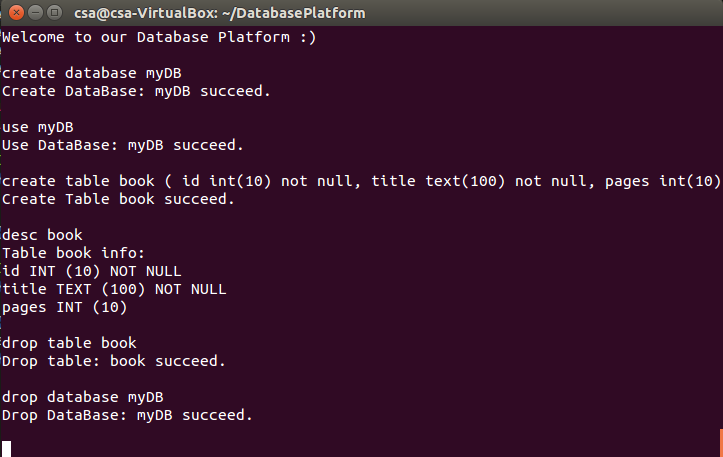 csa@csa-VirtualBox: ~/DatabasePlatform
Welcome to our Database Platform :)
create database myDB
Create DataBase: myDB succeed.
use myDB
Use DataBase: myDB succeed.
create table book ( id int(10) not null, title text(100) not null, pages int(10)
Create Table book succeed.
desc book
Table book info:
id INT (10) NOT NULL
title TEXT (100) NOT NULL
pages INT (10)
drop table book
Drop table: book succeed.
drop database myDB
Drop DataBase: myDB succeed.